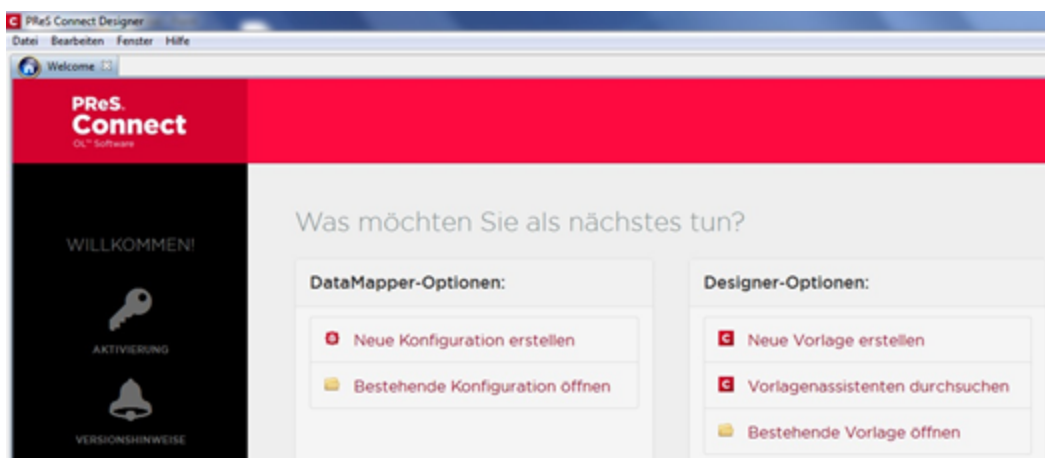 PReS Connect Designer
Datei Bearbeiten Fenster Hilfe
Welcome
PReS.
Connect
OL™ Software
WILLKOMMEN!
AKTIVIERUNG
VERSIONSHINWEISE
Was möchten Sie als nächstes tun?
DataMapper-Optionen:
Neue Konfiguration erstellen
Bestehende Konfiguration öffnen
Designer-Optionen:
Neue Vorlage erstellen
Vorlagenassistenten durchsuchen
Bestehende Vorlage öffnen